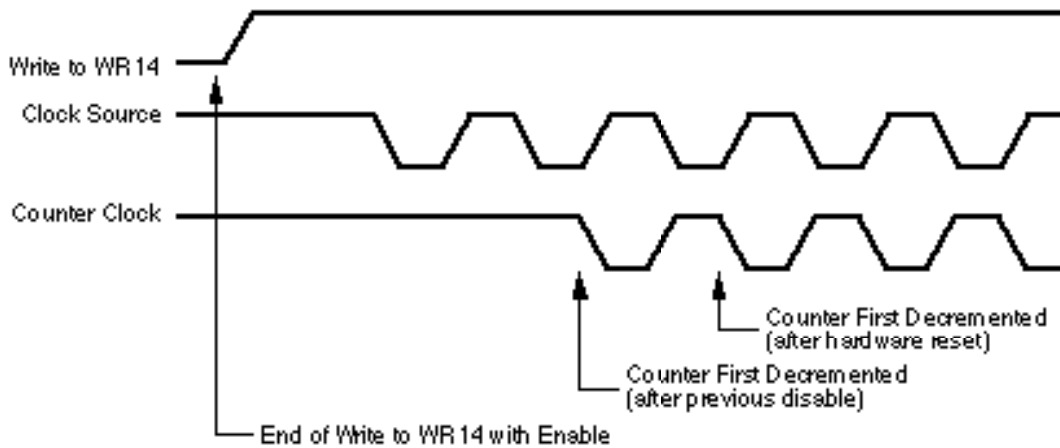 Write to WR14
Clock Source
Counter Clock
Counter First Decremented
(after hardware reset)
Counter First Decremented
(after previous disable)
End of Write to WR14 with Enable